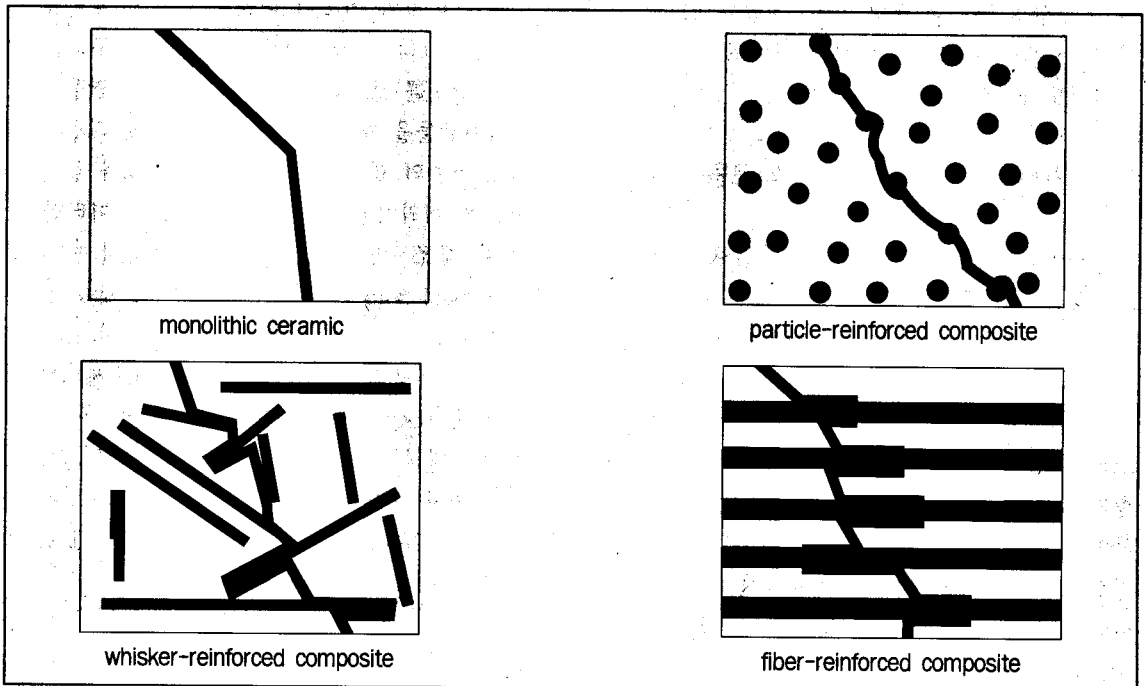 monolithic ceramic
particle-reinforced composite
whisker-reinforced composite
fiber-reinforced composite